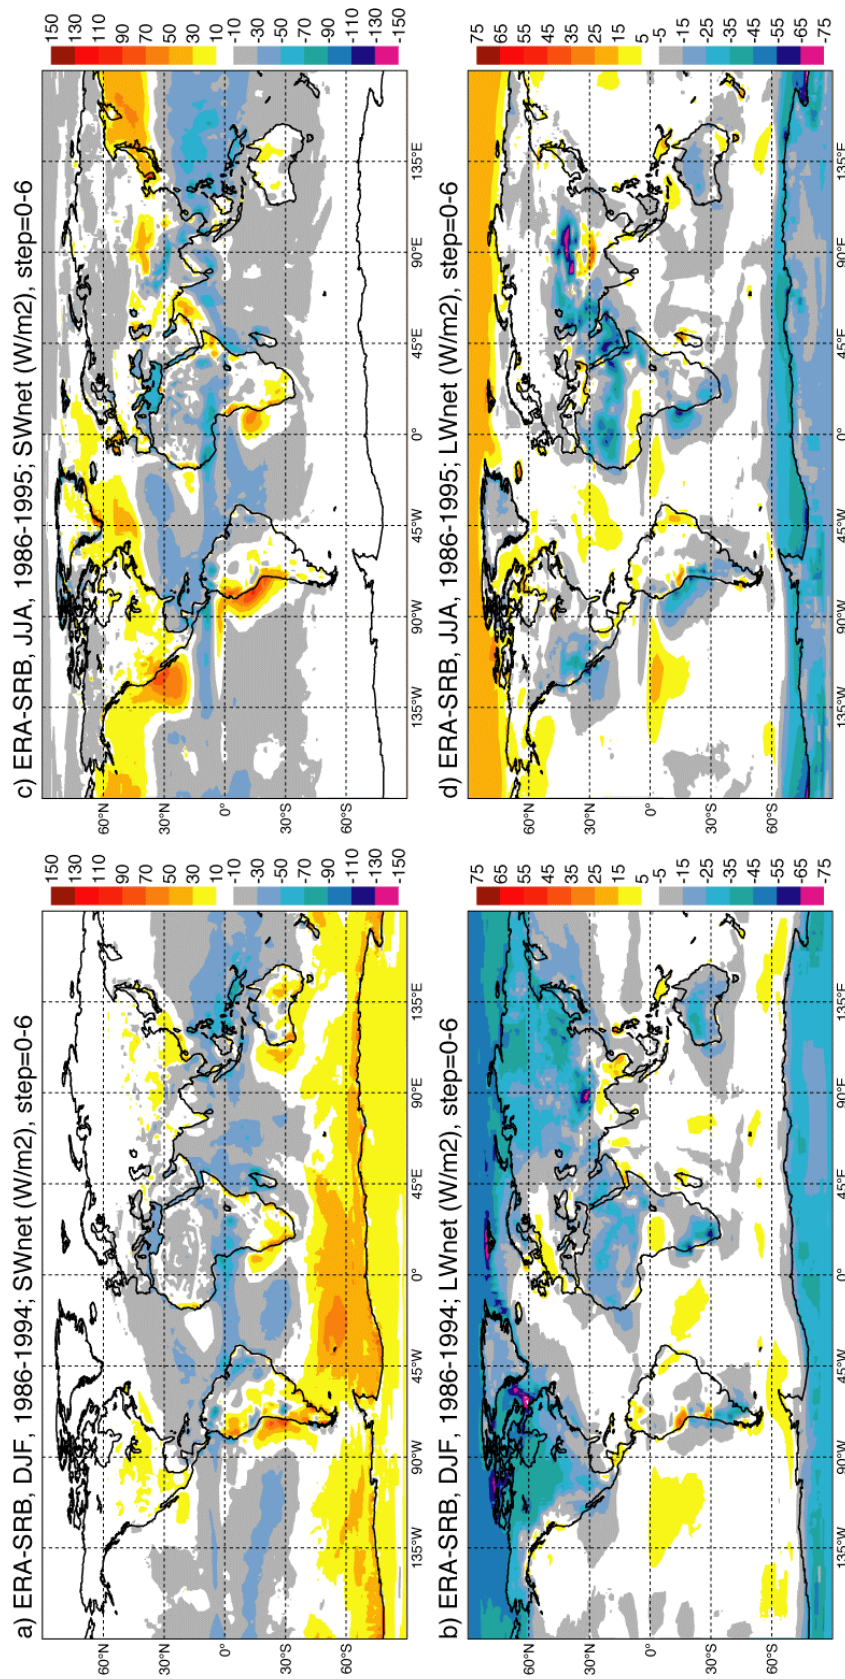 a) ERA-SRB, DJF, 1986-1994; SWnet (W/m2), step=0-6
60°N
30°N
0°
30°S
60°S
135°W
90°W
45°W
0°
45°E
90°E
135°E
150
130
110
90
70
50
30
10
-10
-30
-50
-70
-90
-110
-130
-150
c) ERA-SRB, JJA, 1986-1995; SWnet (W/m2), step=0-6
60°N
30°N
0°
30°S
60°S
135°W
90°W
45°W
0°
45°E
90°E
135°E
150
130
110
90
70
50
30
10
-10
-30
-50
-70
-90
-110
-130
-150
b) ERA-SRB, DJF, 1986-1994; LWnet (W/m2), step=0-6
60°N
30°N
0°
30°S
60°S
135°W
90°W
45°W
0°
45°E
90°E
135°E
75
65
55
45
35
25
15
5
-5
-15
-25
-35
-45
-55
-65
-75
d) ERA-SRB, JJA, 1986-1995; LWnet (W/m2), step=0-6
60°N
30°N
0°
30°S
60°S
135°W
90°W
45°W
0°
45°E
90°E
135°E
75
65
55
45
35
25
15
5
-5
-15
-25
-35
-45
-55
-65
-75